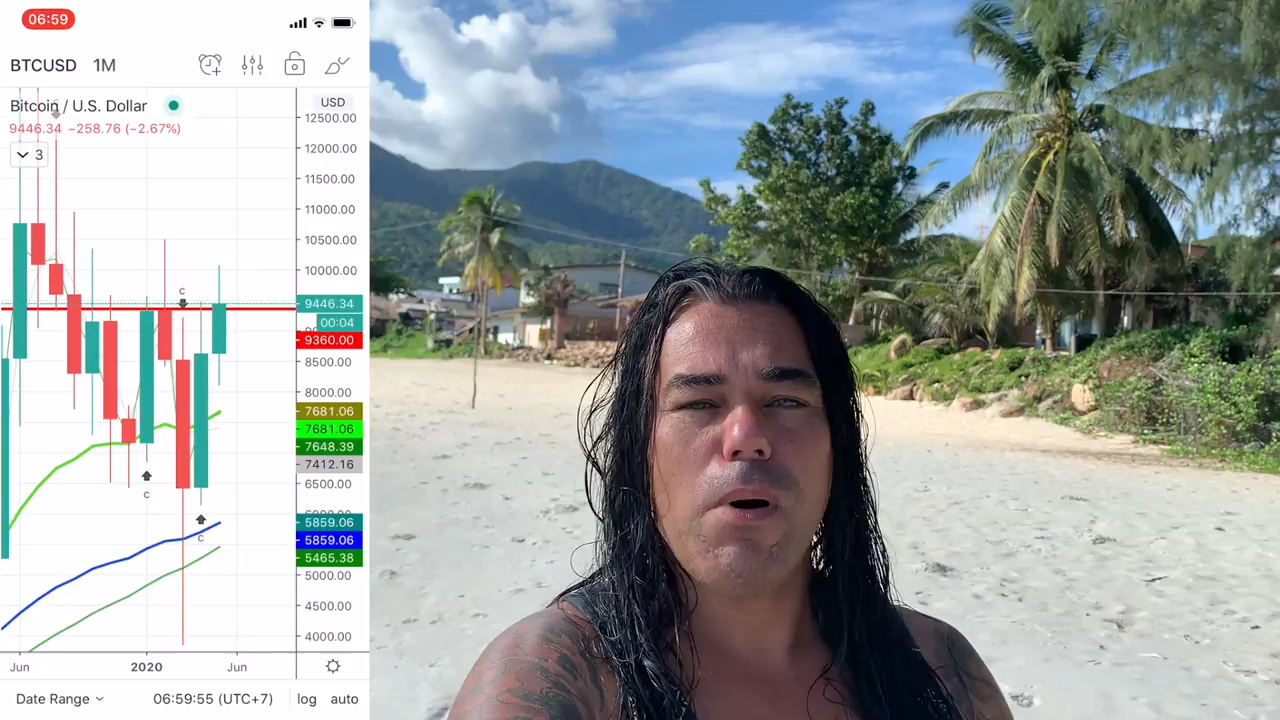 06:59
BTCUSD 1M
Bitcoin / U.S. Dollar
USD
9446.34 −258.76 (−2.67%)
3
12500.00
12000.00
11500.00
11000.00
10500.00
10000.00
c
9446.34
00:04
9360.00
8500.00
8000.00
7681.06
7681.06
7648.39
7412.16
6500.00
c
5859.06
c
5859.06
5465.38
5000.00
4500.00
4000.00
Jun 2020 Jun
Date Range 06:59:55 (UTC+7) log auto